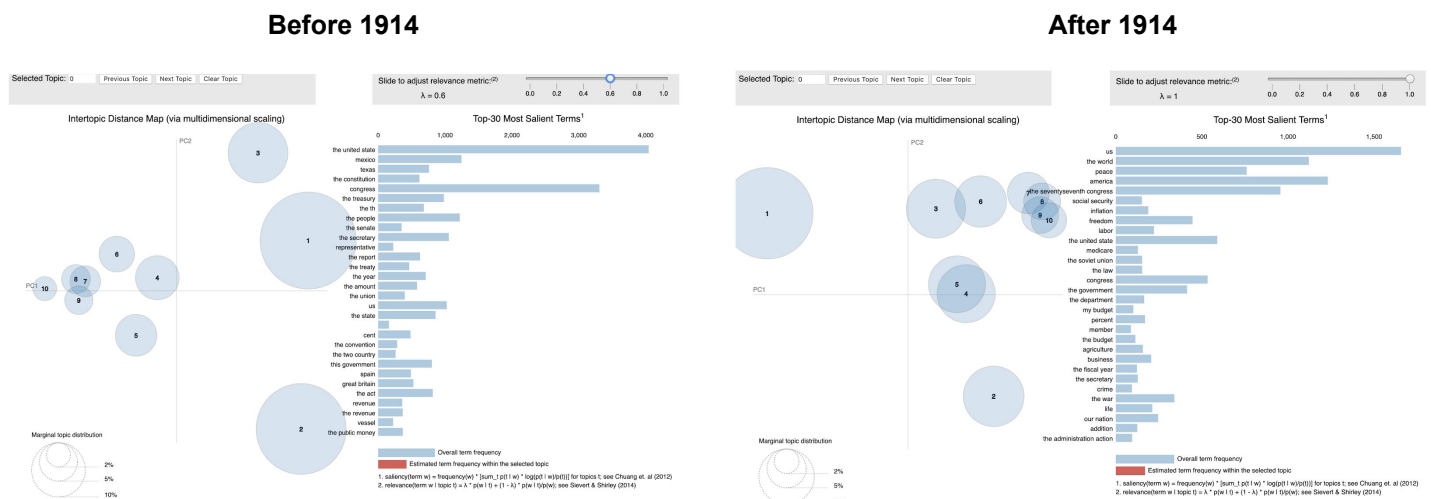 Before 1914
Selected Topic: 0 Previous Topic Next Topic Clear Topic
Slide to adjust relevance metric:(2)
λ = 0.6
0.0 0.2 0.4 0.6 0.8 1.0
Intertopic Distance Map (via multidimensional scaling)
PC2
PC1
3
1
6
4
8
7
10
9
5
2
Marginal topic distribution
2%
5%
10%
Top-30 Most Salient Terms1
0 1,000 2,000 3,000 4,000
the united state
mexico
texas
the constitution
congress
the treasury
the th
the people
the senate
the secretary
representative
the report
the treaty
the year
the amount
the union
us
the state
cent
the convention
the two country
this government
spain
great britain
the act
revenue
the revenue
vessel
the public money
Overall term frequency
Estimated term frequency within the selected topic
1. saliency(term w) = frequency(w) * [sum_t p(t | w) * log(p(t | w)/p(t))] for topics t; see Chuang et. al (2012)
2. relevance(term w | topic t) = λ * p(w | t) + (1 - λ) * p(w | t)/p(w); see Sievert & Shirley (2014)
After 1914
Selected Topic: 0 Previous Topic Next Topic Clear Topic
Slide to adjust relevance metric:(2)
λ = 1
0.0 0.2 0.4 0.6 0.8 1.0
Intertopic Distance Map (via multidimensional scaling)
PC2
PC1
1
3
6
7
8
9
10
5
4
2
Marginal topic distribution
2%
5%
Top-30 Most Salient Terms1
0 500 1,000 1,500
us
the world
peace
america
the seventyseventh congress
social security
inflation
freedom
labor
the united state
medicare
the soviet union
the law
congress
the government
the department
my budget
percent
member
the budget
agriculture
business
the fiscal year
the secretary
crime
the war
life
our nation
addition
the administration action
Overall term frequency
Estimated term frequency within the selected topic
1. saliency(term w) = frequency(w) * [sum_t p(t | w) * log(p(t | w)/p(t))] for topics t; see Chuang et. al (2012)
2. relevance(term w | topic t) = λ * p(w | t) + (1 - λ) * p(w | t)/p(w); see Sievert & Shirley (2014)